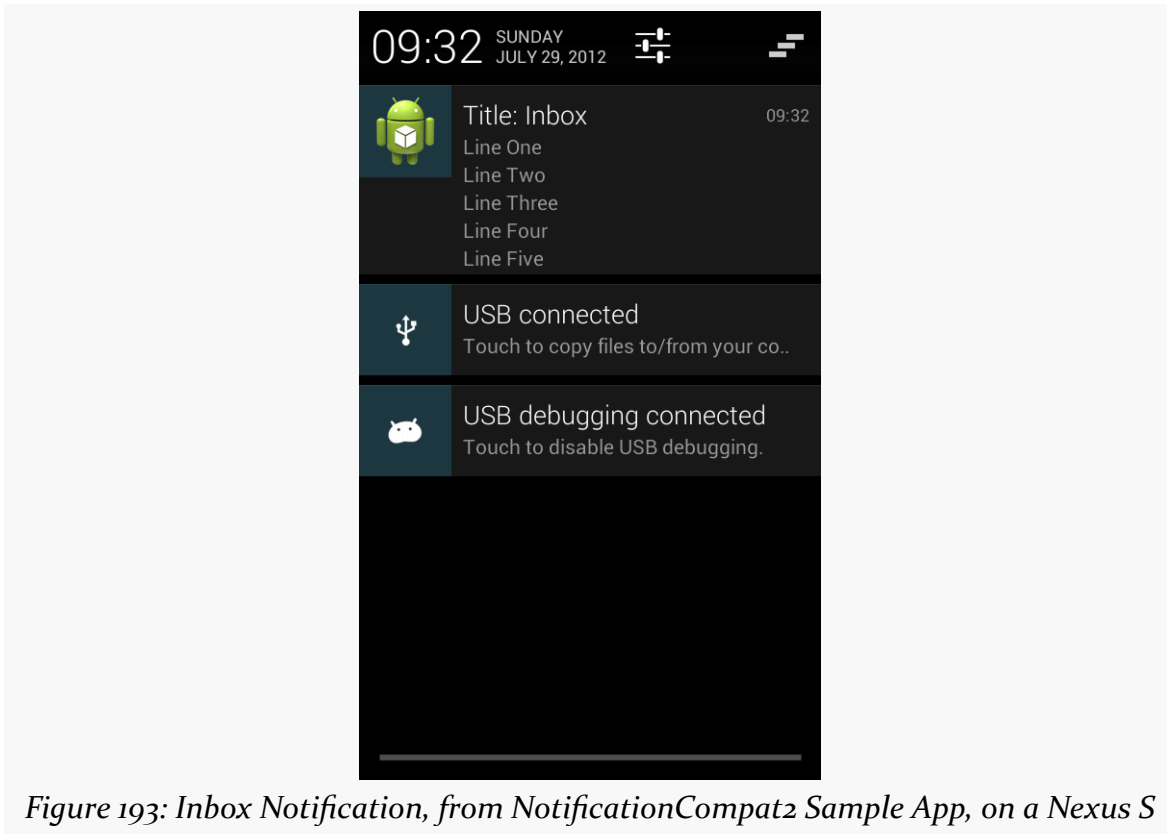 09:32 SUNDAY
JULY 29, 2012
Title: Inbox 09:32
Line One
Line Two
Line Three
Line Four
Line Five
USB connected
Touch to copy files to/from your co..
USB debugging connected
Touch to disable USB debugging.
Figure 193: Inbox Notification, from NotificationCompat2 Sample App, on a Nexus S